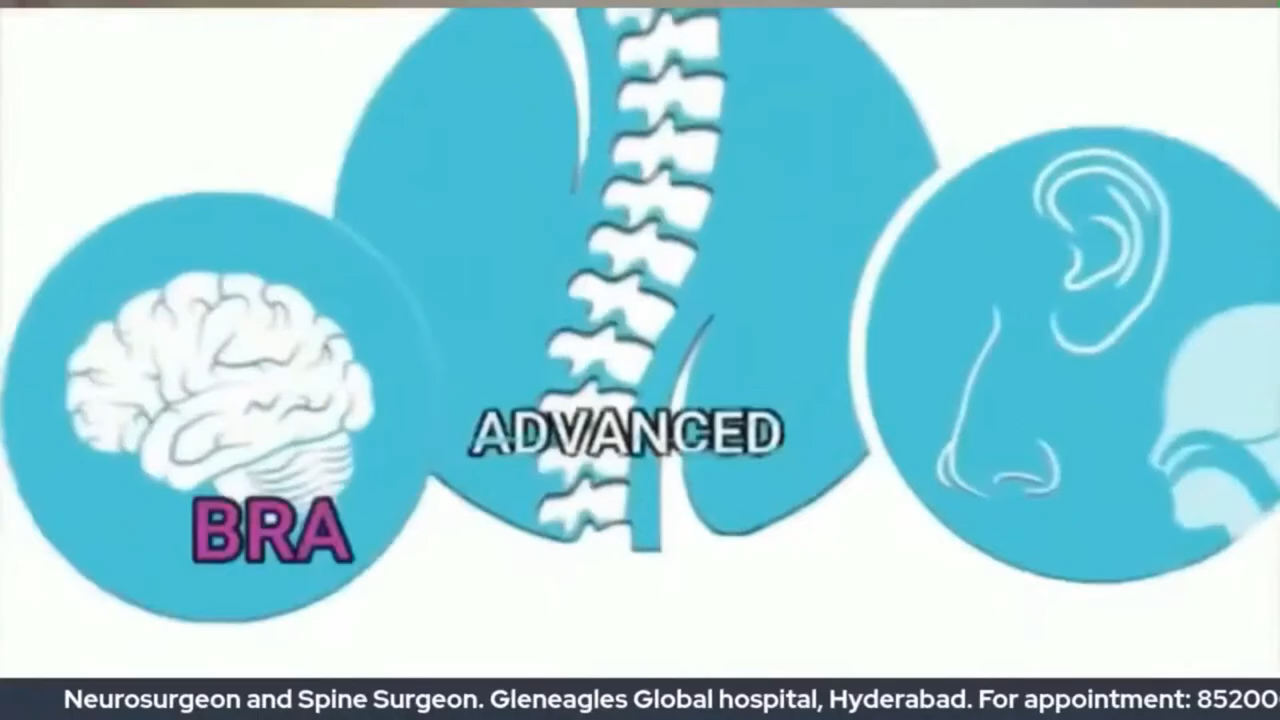 ADVANCED
BRA
Neurosurgeon and Spine Surgeon. Gleneagles Global hospital, Hyderabad. For appointment: 85200